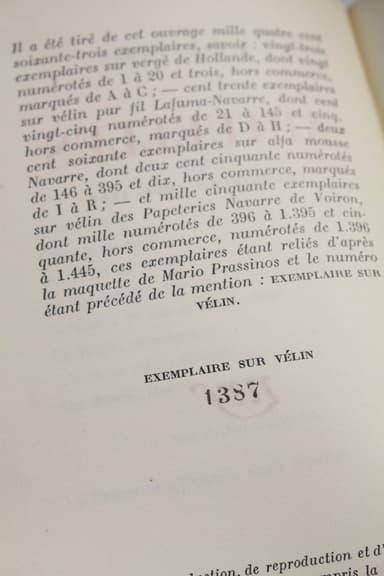 Il a été tiré de cet ouvrage mille quatre cent
soixante-trois exemplaires, savoir : vingt-trois
exemplaires sur vergé de Hollande, dont vingt
numérotés de 1 à 20 et trois, hors commerce,
marqués de A à C ; — cent trente exemplaires
sur vélin pur fil Lafuma-Navarre, dont cent
vingt-cinq numérotés de 21 à 145 et cinq,
hors commerce, marqués de D à H ; — deux
cent soixante exemplaires sur alfa mousse
Navarre, dont deux cent cinquante numérotés
de 146 à 395 et dix, hors commerce, marqués
de I à R ; — et mille cinquante exemplaires
sur vélin des Papeteries Navarre de Voiron,
dont mille numérotés de 396 à 1.395 et cin-
quante, hors commerce, numérotés de 1.396
à 1.445, ces exemplaires étant reliés d'après
la maquette de Mario Prassinos et le numéro
étant précédé de la mention : EXEMPLAIRE SUR
VÉLIN.
EXEMPLAIRE SUR VÉLIN
1387
de reproduction et d'
compris la